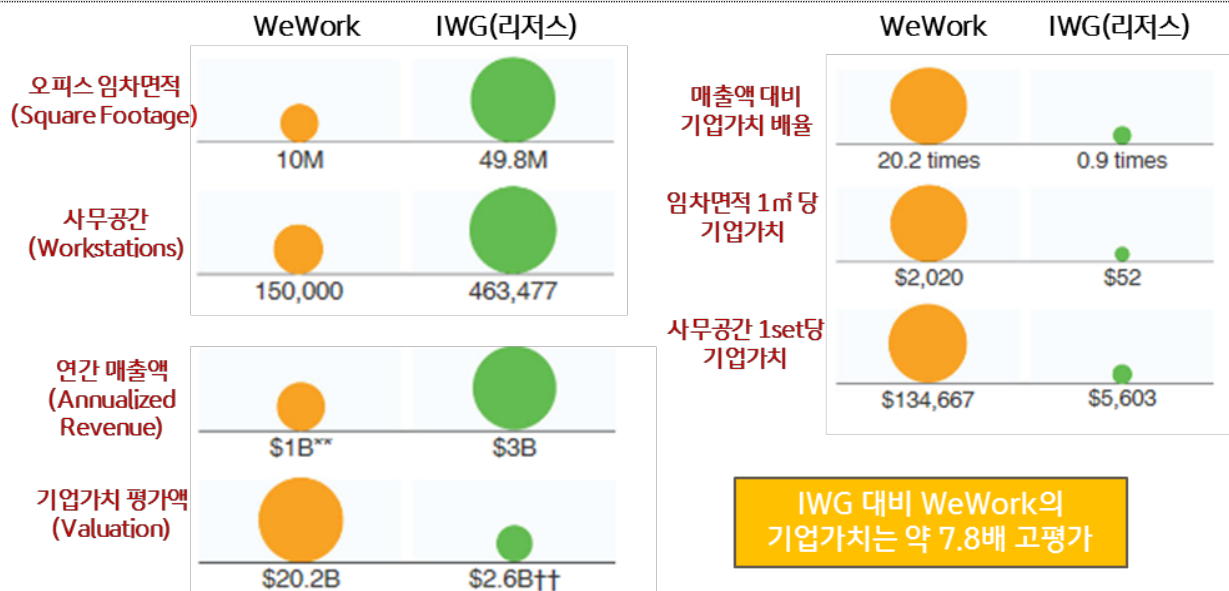 WeWork IWG(리저스)
오피스 임차면적
(Square Footage)
10M 49.8M
사무공간
(Workstations)
150,000 463,477
연간 매출액
(Annualized
Revenue)
$1B** $3B
기업가치 평가액
(Valuation)
$20.2B $2.6B††
WeWork IWG(리저스)
매출액 대비
기업가치 배율
20.2 times 0.9 times
임차면적 1㎡ 당
기업가치
$2,020 $52
사무공간 1set당
기업가치
$134,667 $5,603
IWG 대비 WeWork의
기업가치는 약 7.8배 고평가